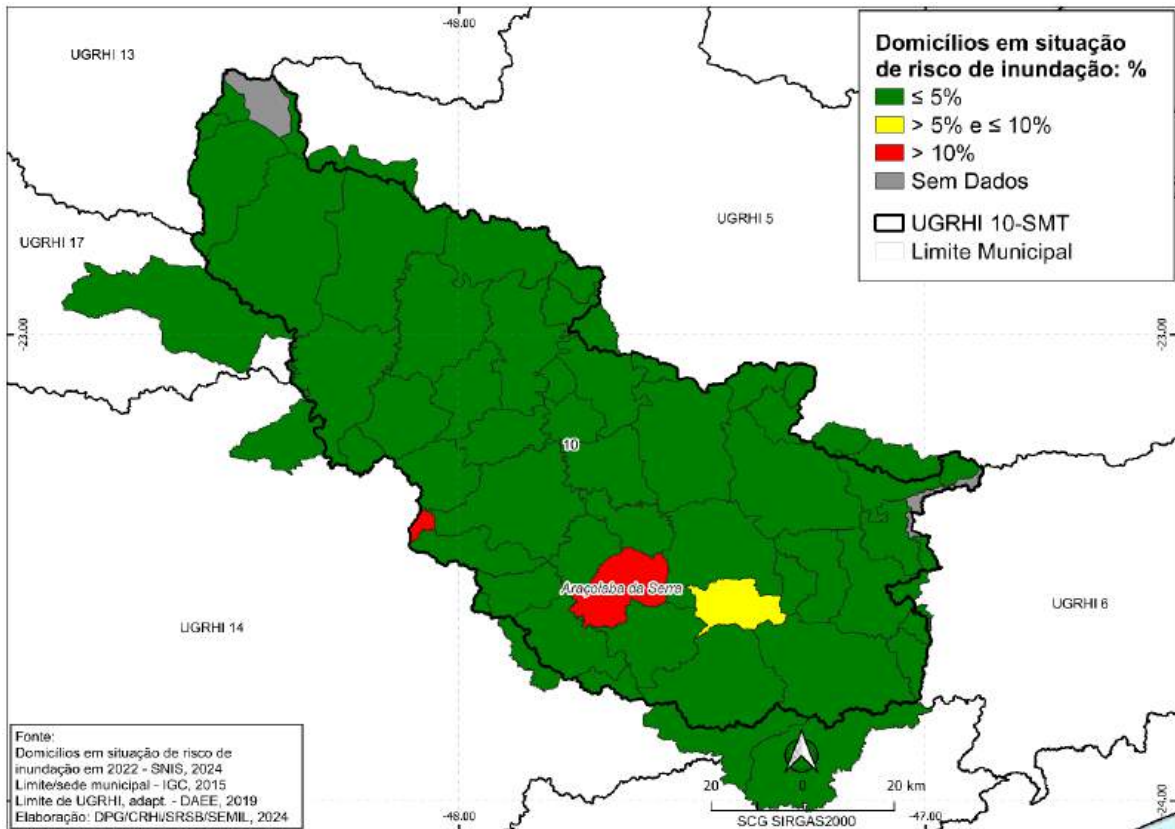 -48.00
UGRHI 13
Domicílios em situação
de risco de inundação: %
≤ 5%
> 5% e ≤ 10%
> 10%
Sem Dados
UGRHI 10-SMT
Limite Municipal
UGRHI 5
UGRHI 17
-23.00
-23.00
10
Araçoiaba da Serra
UGRHI 14
UGRHI 6
Fonte:
Domicílios em situação de risco de
inundação em 2022 - SNIS, 2024
Limite/sede municipal - IGC, 2015
Limite de UGRHI, adapt. - DAEE, 2019
Elaboração: DPG/CRHi/SRSB/SEMIL, 2024
20 0 20 km
SCG SIRGAS2000
-48.00
-47.00
-24.00